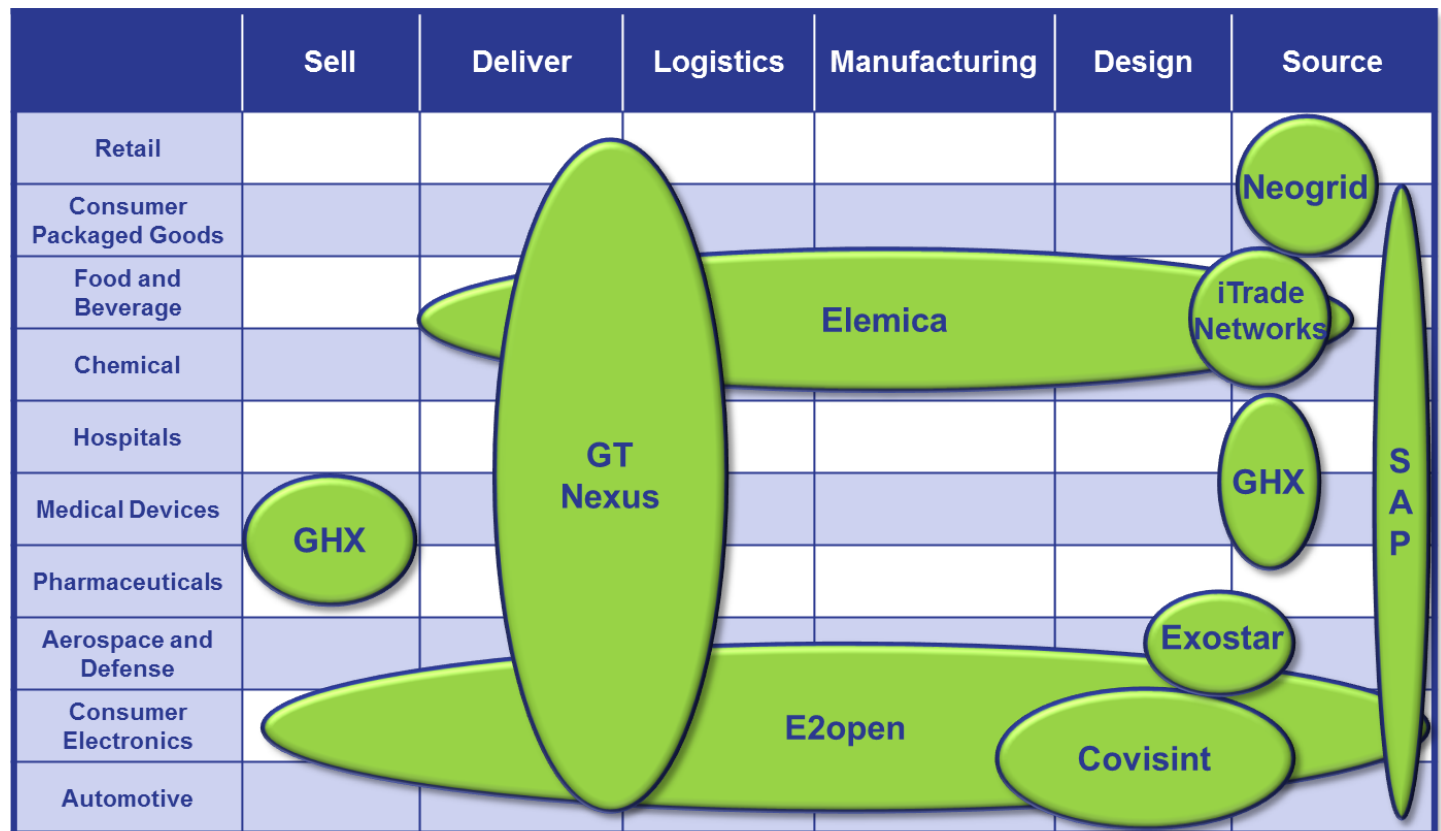 Sell Deliver Logistics Manufacturing Design Source
Retail
Neogrid
Consumer
Packaged Goods
Food and
Beverage
iTrade
Networks
Elemica
Chemical
Hospitals
GT
Nexus
GHX
S
A
P
Medical Devices
GHX
Pharmaceuticals
Aerospace and
Defense
Exostar
Consumer
Electronics
E2open
Covisint
Automotive